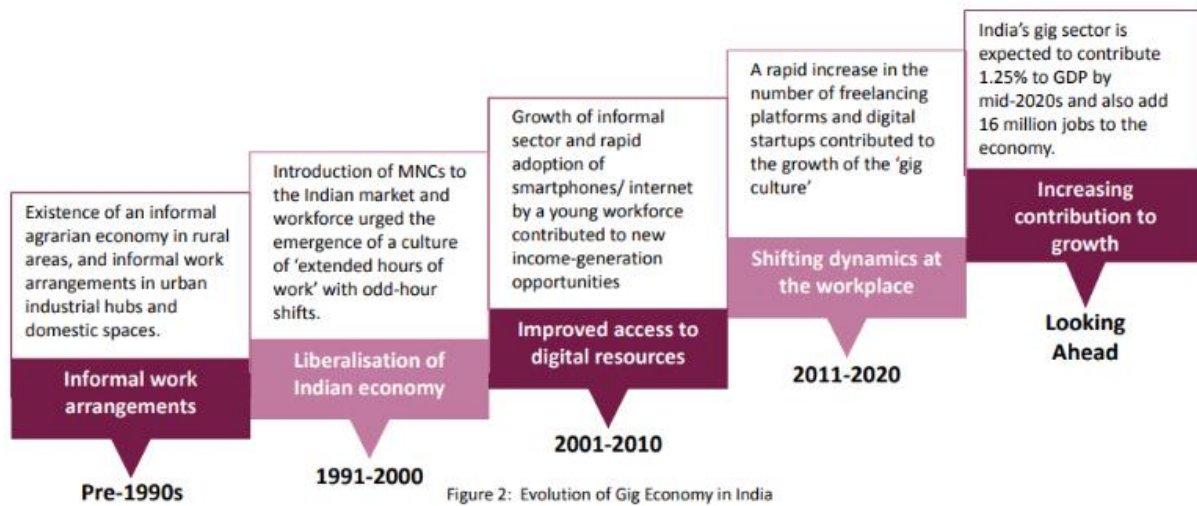 Existence of an informal
agrarian economy in rural
areas, and informal work
arrangements in urban
industrial hubs and
domestic spaces.
Informal work
arrangements
Pre-1990s
Introduction of MNCs to
the Indian market and
workforce urged the
emergence of a culture
of ‘extended hours of
work’ with odd-hour
shifts.
Liberalisation of
Indian economy
1991-2000
Growth of informal
sector and rapid
adoption of
smartphones/ internet
by a young workforce
contributed to new
income-generation
opportunities
Improved access to
digital resources
2001-2010
A rapid increase in the
number of freelancing
platforms and digital
startups contributed to
the growth of the ‘gig
culture’
Shifting dynamics at
the workplace
2011-2020
India’s gig sector is
expected to contribute
1.25% to GDP by
mid-2020s and also add
16 million jobs to the
economy.
Increasing
contribution to
growth
Looking
Ahead
Figure 2: Evolution of Gig Economy in India